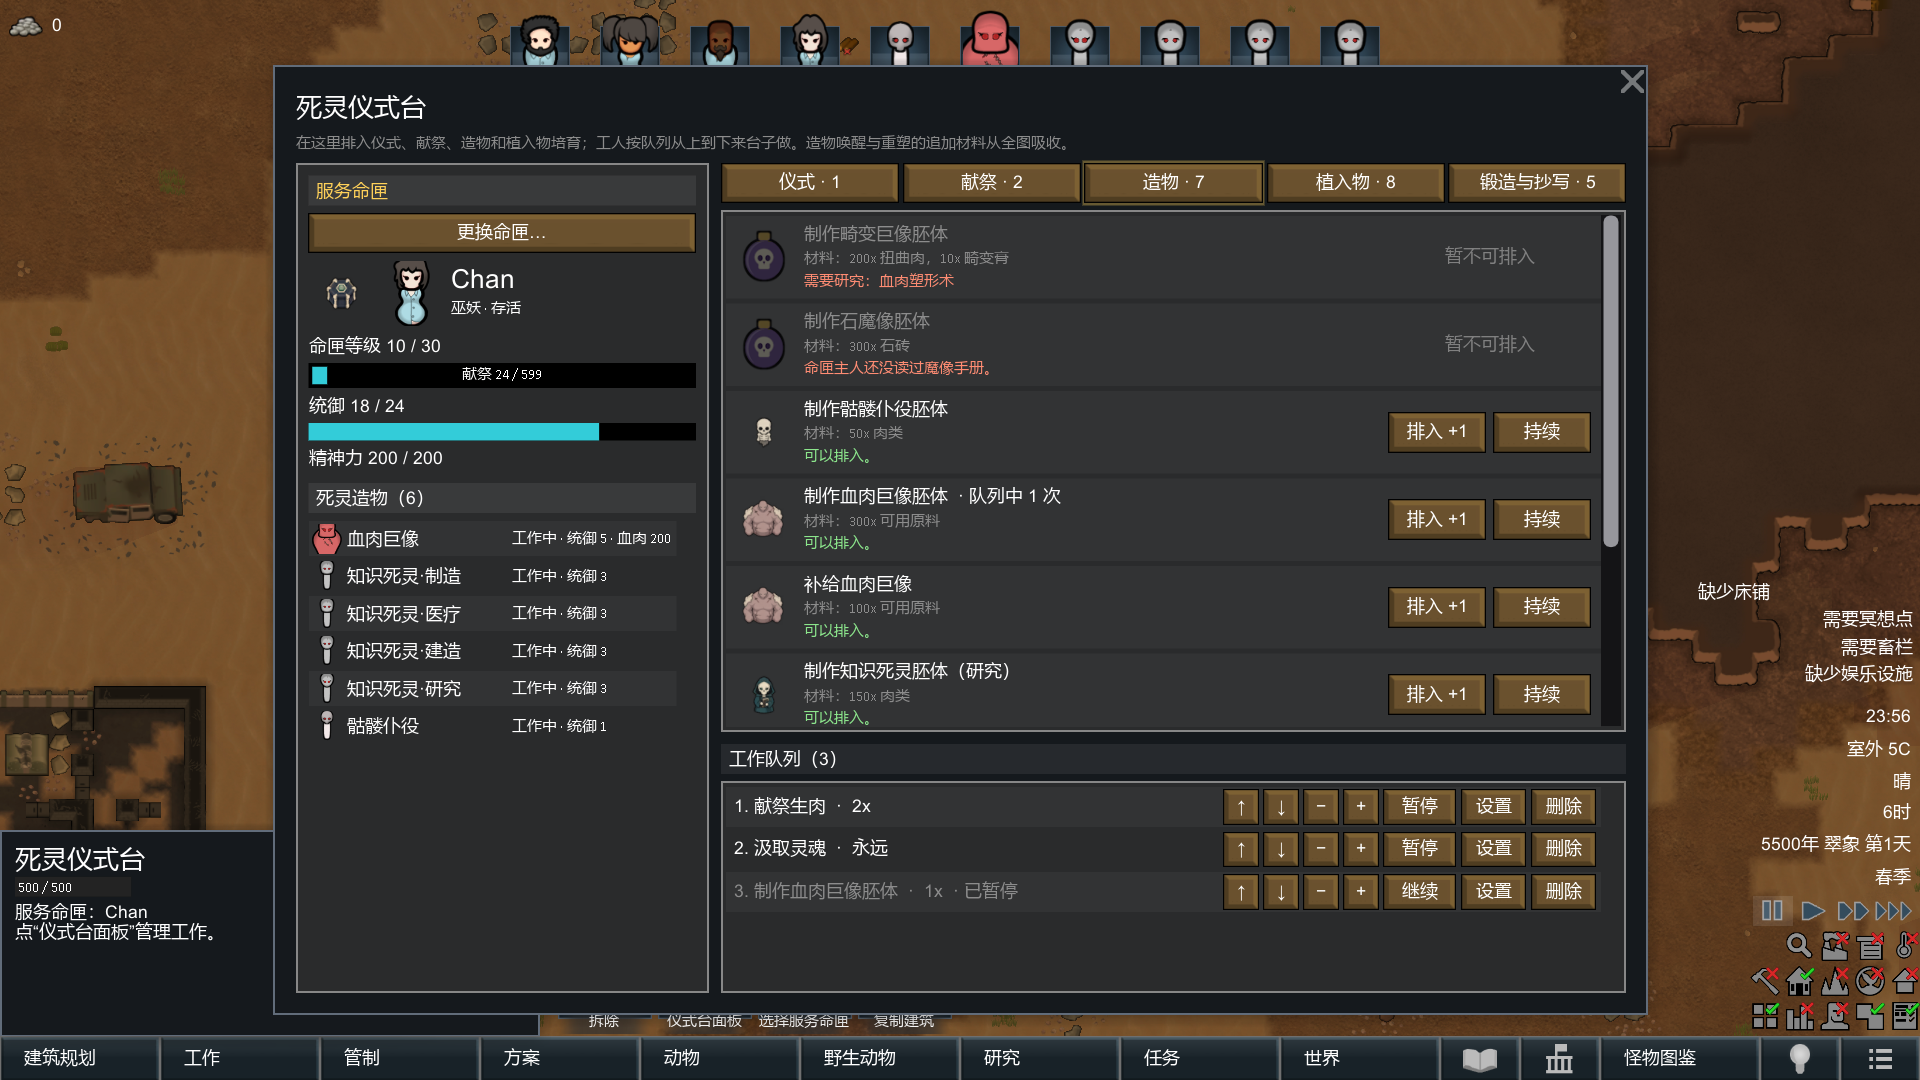 0
死灵仪式台
在这里排入仪式、献祭、造物和植入物培育；工人按队列从上到下来台子做。造物唤醒与重塑的追加材料从全图吸收。
服务命匣
更换命匣...
Chan
巫妖 · 存活
命匣等级 10 / 30
献祭 24 / 599
统御 18 / 24
精神力 200 / 200
死灵造物（6）
血肉巨像 工作中 · 统御 5 · 血肉 200
知识死灵·制造 工作中 · 统御 3
知识死灵·医疗 工作中 · 统御 3
知识死灵·建造 工作中 · 统御 3
知识死灵·研究 工作中 · 统御 3
骷髅仆役 工作中 · 统御 1
仪式 · 1 献祭 · 2 造物 · 7 植入物 · 8 锻造与抄写 · 5
制作畸变巨像胚体
材料：200x 扭曲肉，10x 畸变脊
需要研究：血肉塑形术
暂不可排入
制作石魔像胚体
材料：300x 石砖
命匣主人还没读过魔像手册。
暂不可排入
制作骷髅仆役胚体
材料：50x 肉类
可以排入。
排入 +1 持续
制作血肉巨像胚体 · 队列中 1 次
材料：300x 可用原料
可以排入。
排入 +1 持续
补给血肉巨像
材料：100x 可用原料
可以排入。
排入 +1 持续
制作知识死灵胚体（研究）
材料：150x 肉类
可以排入。
排入 +1 持续
工作队列（3）
1. 献祭生肉 · 2x ↑ ↓ − + 暂停 设置 删除
2. 汲取灵魂 · 永远 ↑ ↓ − + 暂停 设置 删除
3. 制作血肉巨像胚体 · 1x · 已暂停 ↑ ↓ − + 继续 设置 删除
缺少床铺
需要冥想点
需要畜栏
缺少娱乐设施
23:56
室外 5C
晴
6时
5500年 翠象 第1天
春季
死灵仪式台
500 / 500
服务命匣：Chan
点“仪式台面板”管理工作。
拆除 仪式台面板 选择服务命匣 复制建筑
建筑规划 工作 管制 方案 动物 野生动物 研究 任务 世界 怪物图鉴